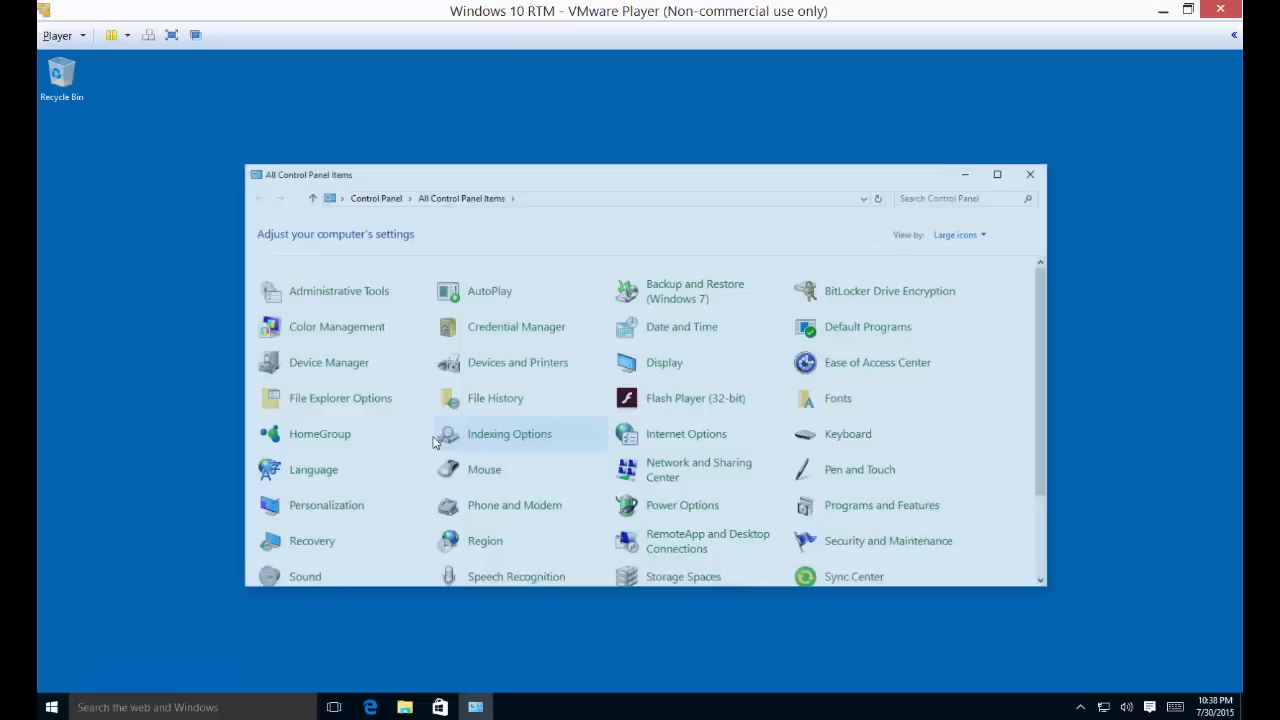 Windows 10 RTM - VMware Player (Non-commercial use only)
Player
Recycle Bin
All Control Panel Items
Control Panel > All Control Panel Items >
Search Control Panel
Adjust your computer's settings
View by: Large icons
Administrative Tools
AutoPlay
Backup and Restore
(Windows 7)
BitLocker Drive Encryption
Color Management
Credential Manager
Date and Time
Default Programs
Device Manager
Devices and Printers
Display
Ease of Access Center
File Explorer Options
File History
Flash Player (32-bit)
Fonts
HomeGroup
Indexing Options
Internet Options
Keyboard
Language
Mouse
Network and Sharing
Center
Pen and Touch
Personalization
Phone and Modem
Power Options
Programs and Features
Recovery
Region
RemoteApp and Desktop
Connections
Security and Maintenance
Sound
Speech Recognition
Storage Spaces
Sync Center
Search the web and Windows
10:38 PM
7/30/2015